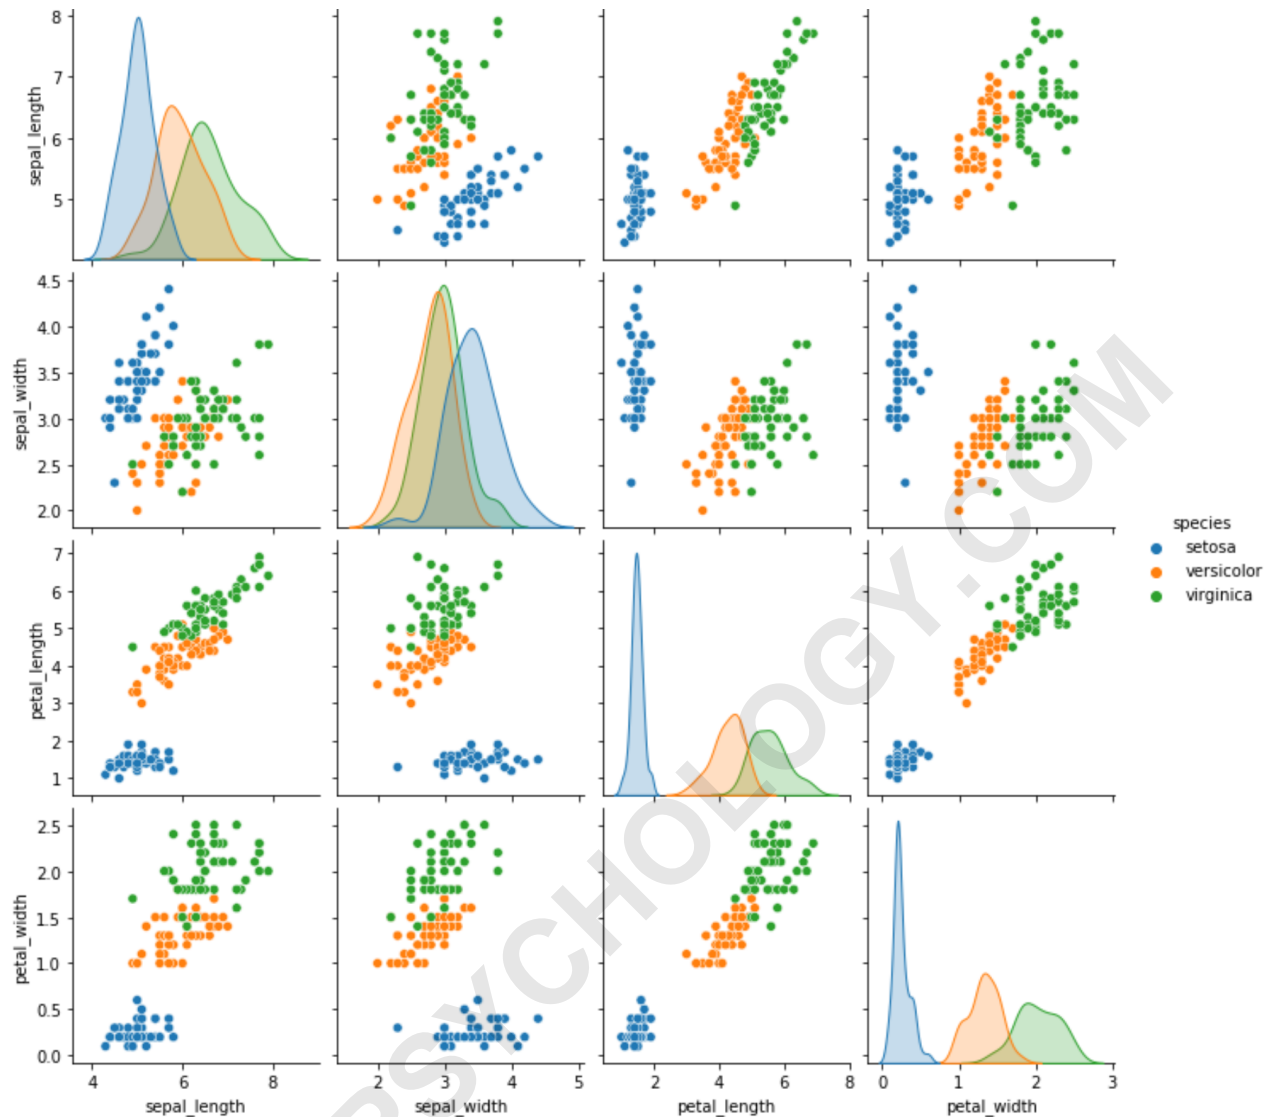 8
7
6
5
sepal_length
4.5
4.0
3.5
3.0
2.5
2.0
sepal_width
7
6
5
4
3
2
1
petal_length
2.5
2.0
1.5
1.0
0.5
0.0
petal_width
4 6 8
sepal_length
2 3 4 5
sepal_width
2 4 6 8
petal_length
0 1 2 3
petal_width
species
setosa
versicolor
virginica
PSYCHOLOGY.COM